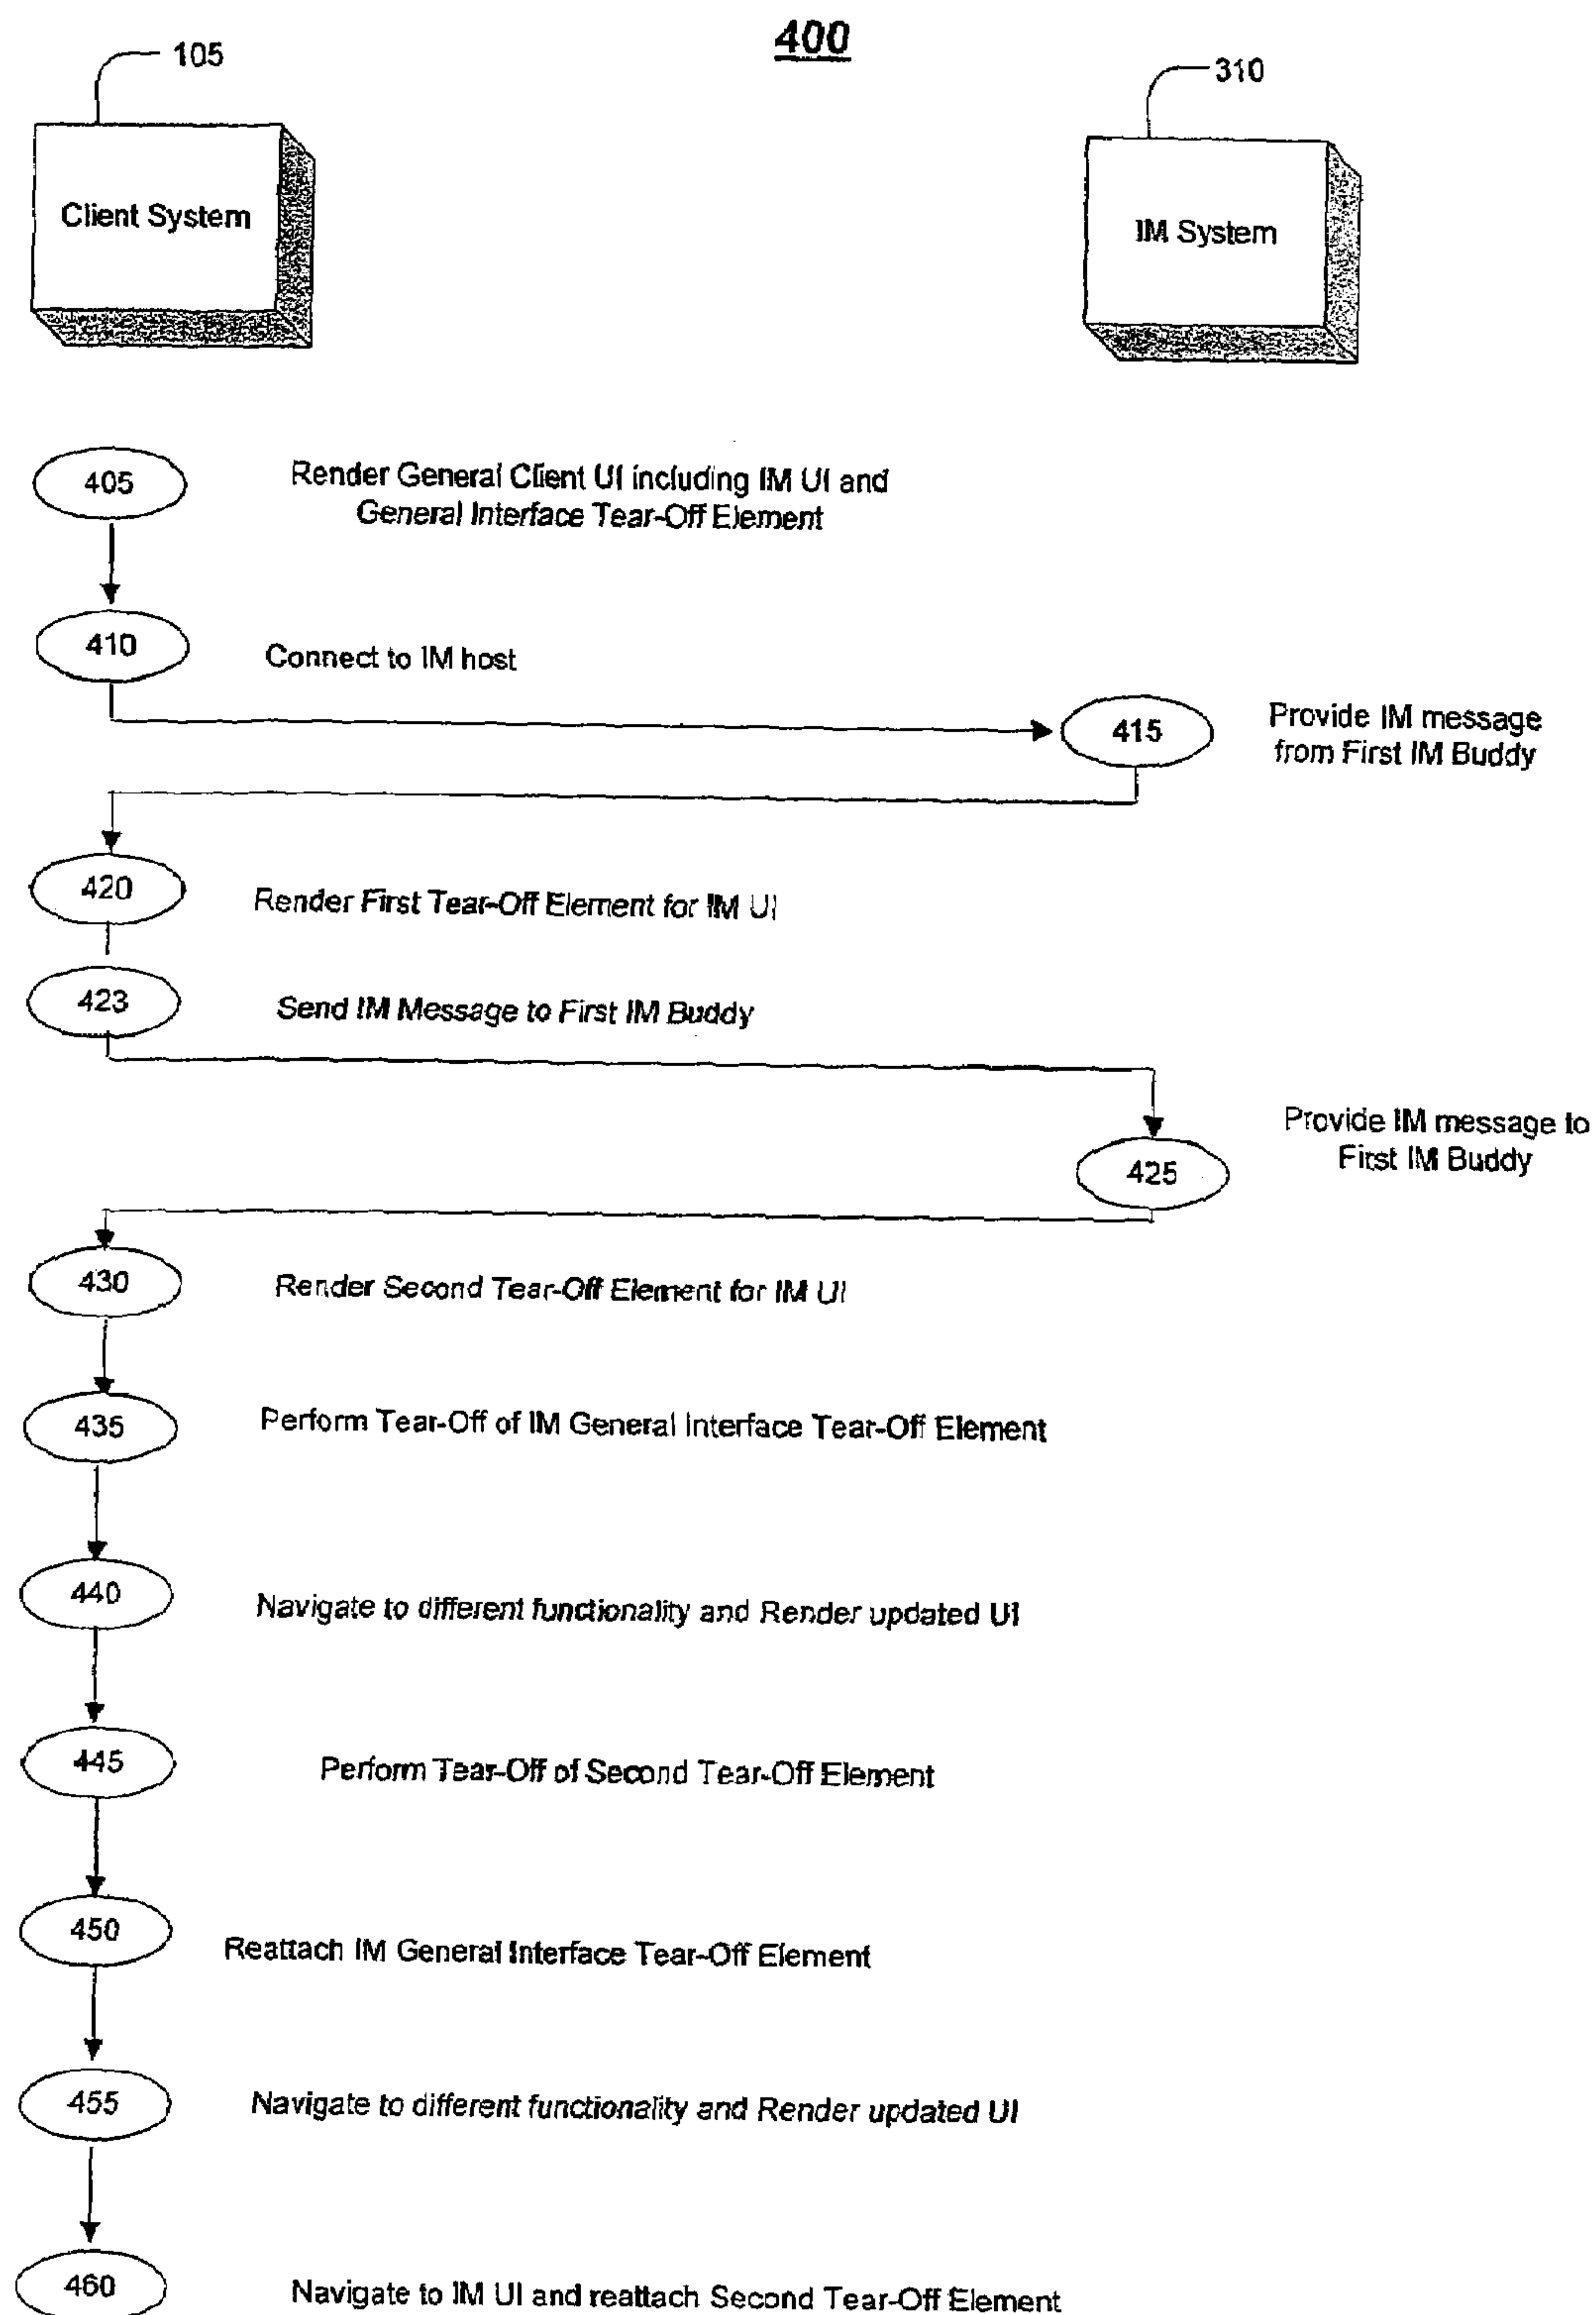 400
105
310
Client System
IM System
405
Render General Client UI including IM UI and
General Interface Tear-Off Element
410
Connect to IM host
415
Provide IM message
from First IM Buddy
420
Render First Tear-Off Element for IM UI
423
Send IM Message to First IM Buddy
Provide IM message to
First IM Buddy
425
430
Render Second Tear-Off Element for IM UI
435
Perform Tear-Off of IM General Interface Tear-Off Element
440
Navigate to different functionality and Render updated UI
445
Perform Tear-Off of Second Tear-Off Element
450
Reattach IM General Interface Tear-Off Element
455
Navigate to different functionality and Render updated UI
460
Navigate to IM UI and reattach Second Tear-Off Element